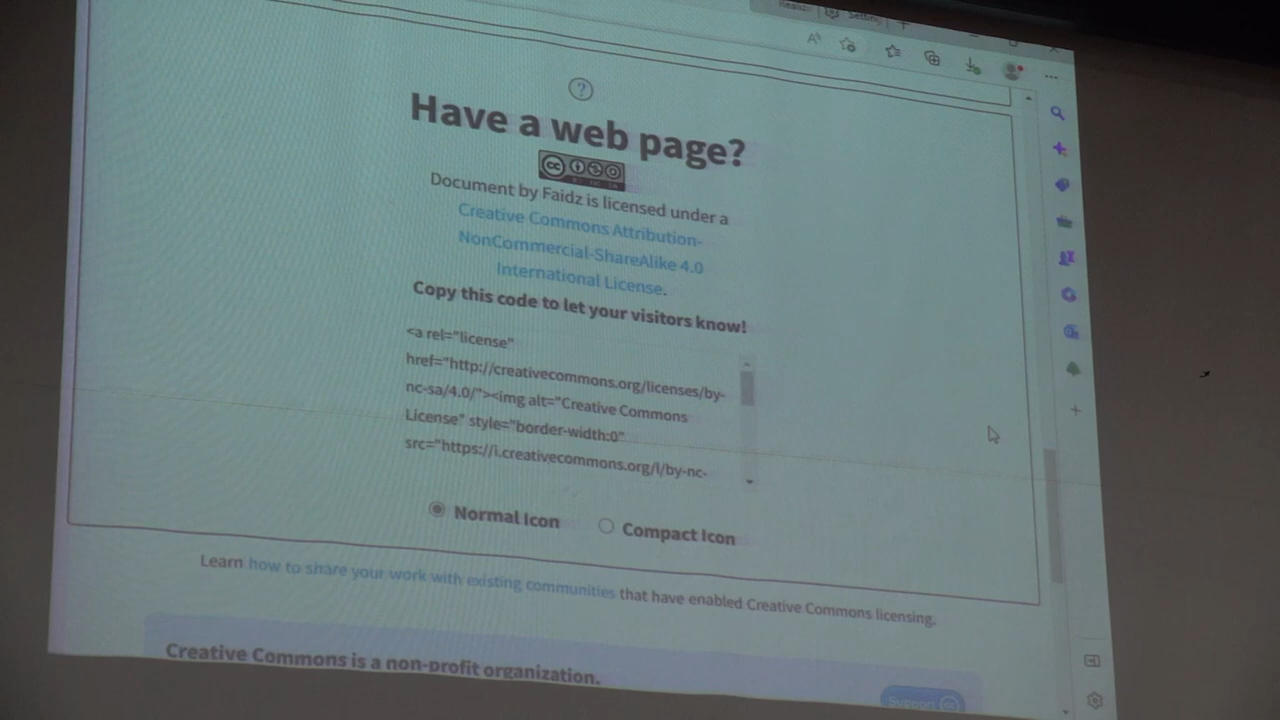 Have a web page?
Document by Faidz is licensed under a
Creative Commons Attribution-
NonCommercial-ShareAlike 4.0
International License.
Copy this code to let your visitors know!
<a rel="license"
href="http://creativecommons.org/licenses/by-
nc-sa/4.0/"><img alt="Creative Commons
License" style="border-width:0"
src="https://i.creativecommons.org/l/by-nc-
Normal Icon
Compact Icon
Learn how to share your work with existing communities that have enabled Creative Commons licensing.
Creative Commons is a non-profit organization.
Support